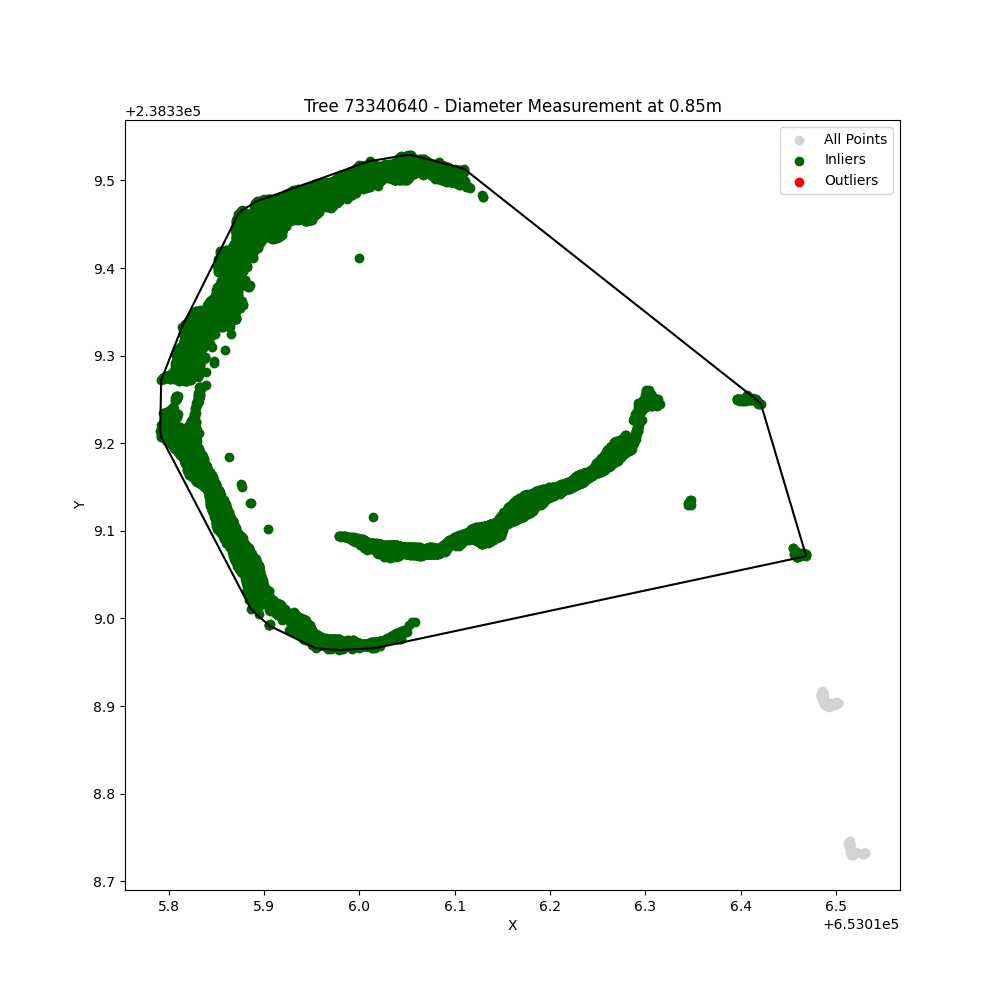 Tree 73340640 - Diameter Measurement at 0.85m
+2.3833e5
All Points
Inliers
Outliers
9.5
9.4
9.3
9.2
9.1
9.0
8.9
8.8
8.7
Y
5.8 5.9 6.0 6.1 6.2 6.3 6.4 6.5
X
+6.5301e5